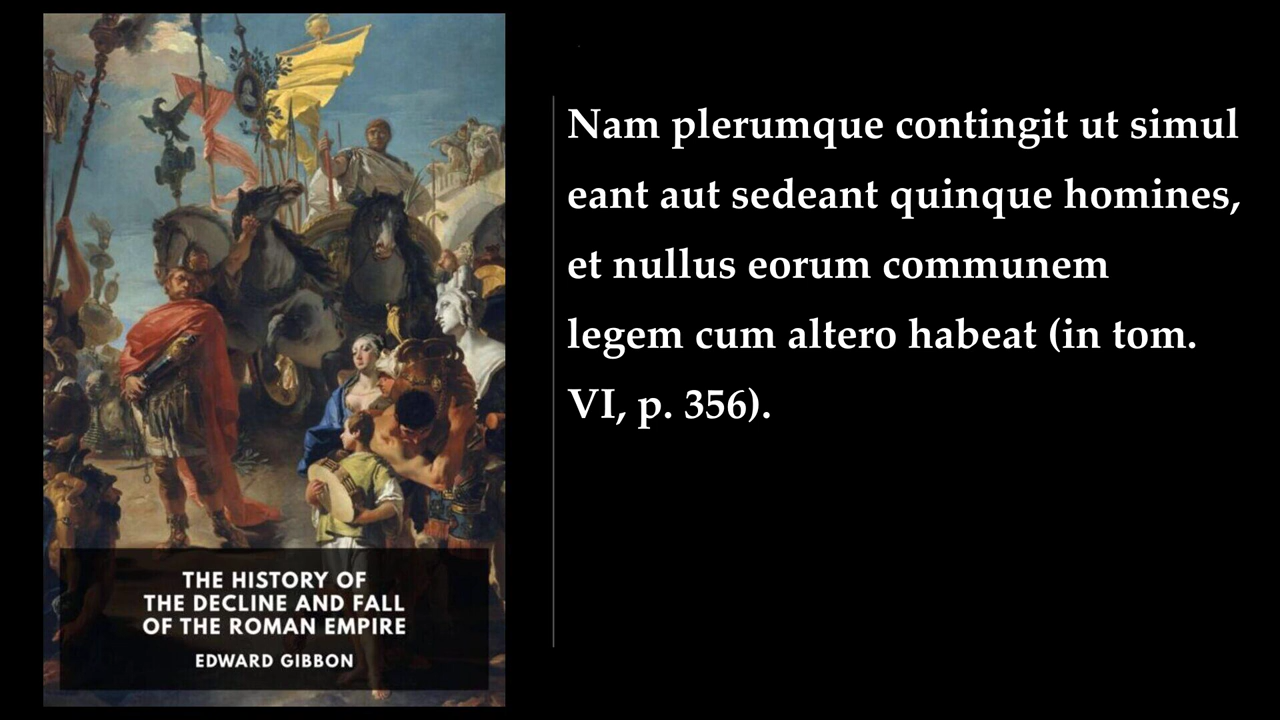 THE HISTORY OF
THE DECLINE AND FALL
OF THE ROMAN EMPIRE
EDWARD GIBBON
Nam plerumque contingit ut simul
eant aut sedeant quinque homines,
et nullus eorum communem
legem cum altero habeat (in tom.
VI, p. 356).